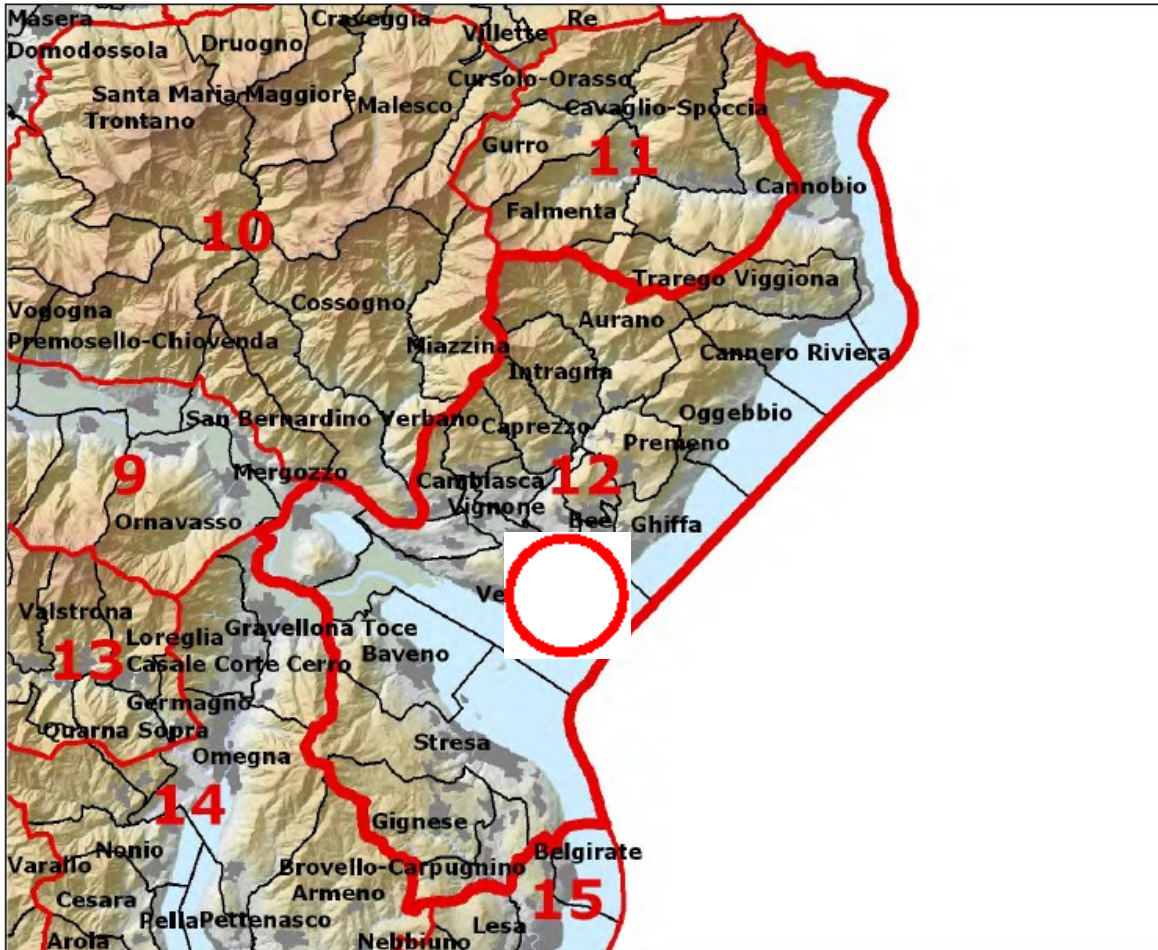 Masera
Craveggia
Re
Domodossola
Druogno
Villette
Cursolo-Orasso
Santa Maria Maggiore
Malesco
Cavaglio-Spoccia
Trontano
Gurro
11
Cannobio
Falmenta
10
Trarego Viggiona
Vogogna
Cossogno
Aurano
Premosello-Chiovenda
Miazzina
Cannero Riviera
Intragna
San Bernardino Verbano
Oggebbio
Caprezzo
Premeno
9
Mergozzo
Cambiasca
12
Vignone
Ornavasso
Bee
Ghiffa
Ve
Valstrona
Loreglia
Gravellona Toce
Baveno
13
Casale Corte Cerro
Germagno
Quarna Sopra
Stresa
Omegna
14
Gignese
Nonio
Belgirate
Varallo
Brovello-Carpugnino
Cesara
Armeno
15
Pella
Pettenasco
Lesa
Arola
Nebbiuno